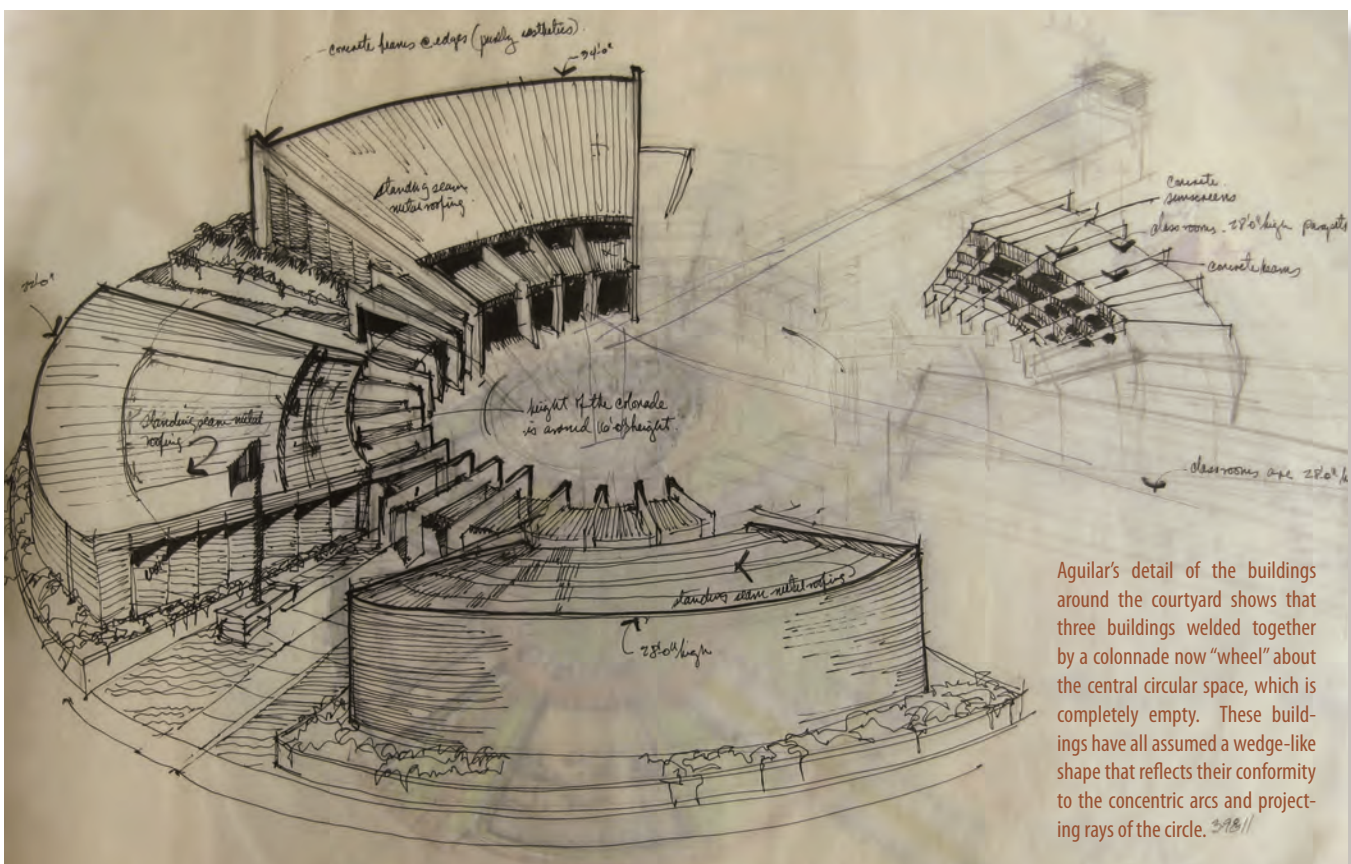 concrete beams @ edges (purely aesthetics).
34'0"
standing seam
metal roofing.
concrete
sunscreens
classrooms - 28'0" high parapets
concrete beams
height of the colonade
is around 16'0" height.
standing seam metal
roofing
classrooms are 28'0"
standing seam metal roofing
28'0" high
Aguilar's detail of the buildings
around the courtyard shows that
three buildings welded together
by a colonnade now “wheel” about
the central circular space, which is
completely empty. These build-
ings have all assumed a wedge-like
shape that reflects their conformity
to the concentric arcs and project-
ing rays of the circle.